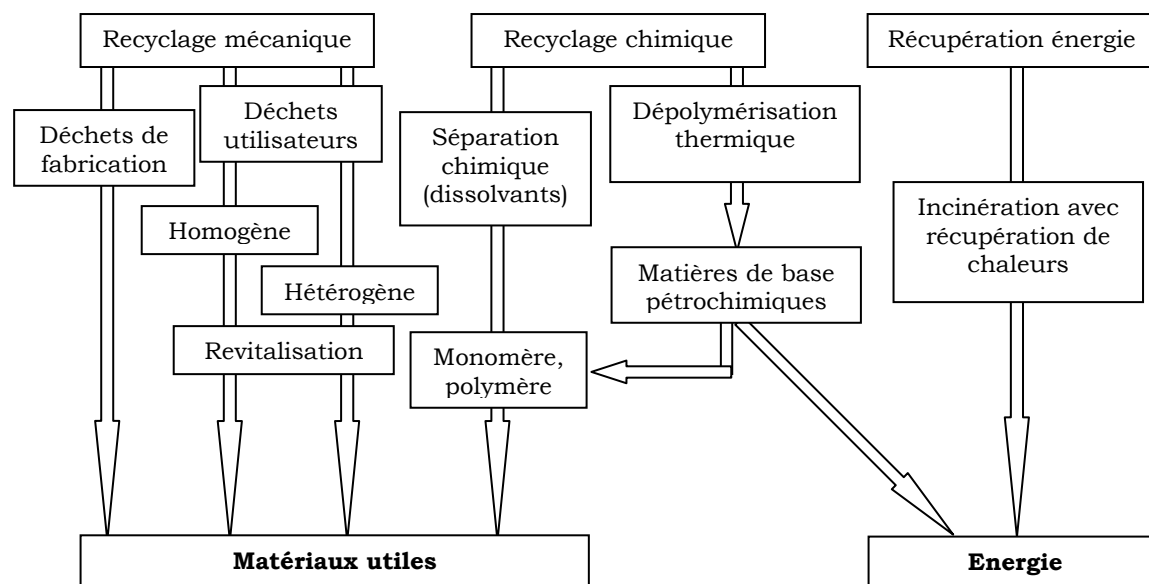 Recyclage mécanique
Recyclage chimique
Récupération énergie
Déchets de
fabrication
Déchets
utilisateurs
Séparation
chimique
(dissolvants)
Dépolymérisation
thermique
Homogène
Incinération avec
récupération de
chaleurs
Hétérogène
Matières de base
pétrochimiques
Revitalisation
Monomère,
polymère
Matériaux utiles
Energie